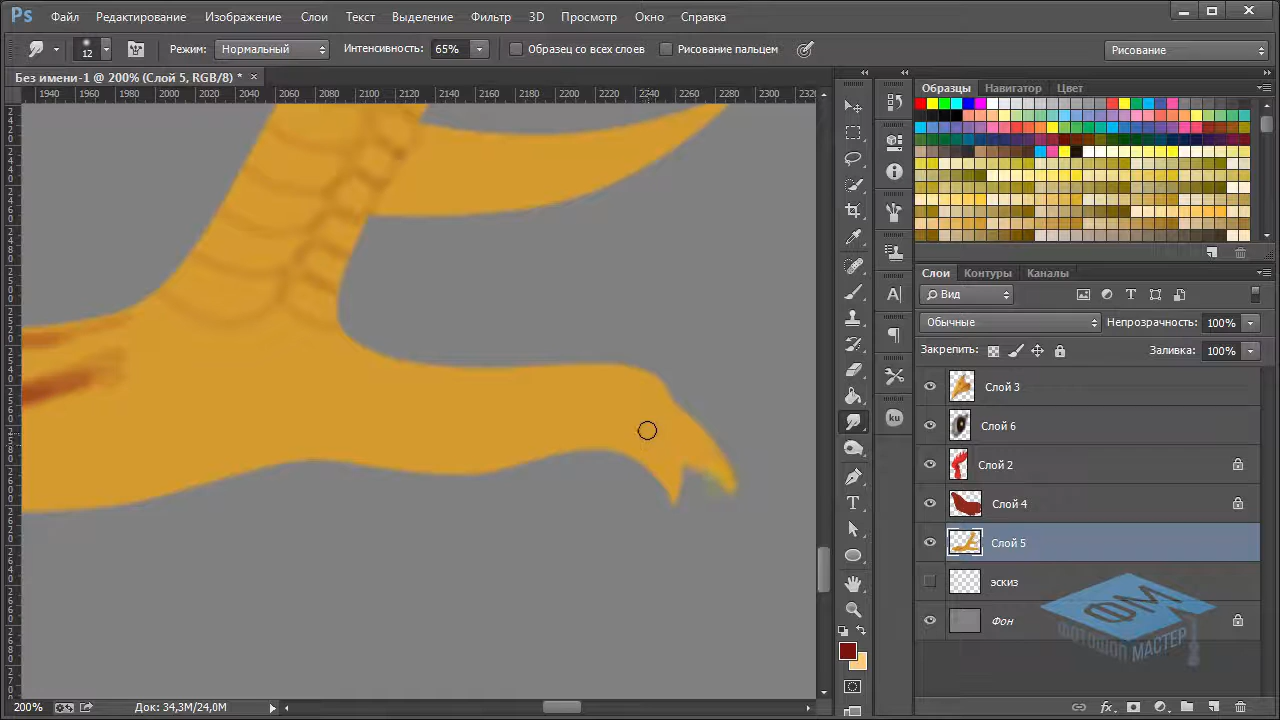 Ps Файл Редактирование Изображение Слои Текст Выделение Фильтр 3D Просмотр Окно Справка
12 Режим: Нормальный Интенсивность: 65% Образец со всех слоев Рисование пальцем Рисование
Без имени-1 @ 200% (Слой 5, RGB/8) * ×
1940 1960 1980 2000 2020 2040 2060 2080 2100 2120 2140 2160 2180 2200 2220 2240 2260 2280 2300
Образцы Навигатор История
Слои Контуры Каналы
Вид
Обычные Непрозрачность: 100%
Закрепить: Заливка: 100%
Слой 3
Слой 6
Слой 2
Слой 4
Слой 5
эскиз
Фон
ФМ
ФОТОШОП МАСТЕР
ku
200% Док: 34,3M/24,0M